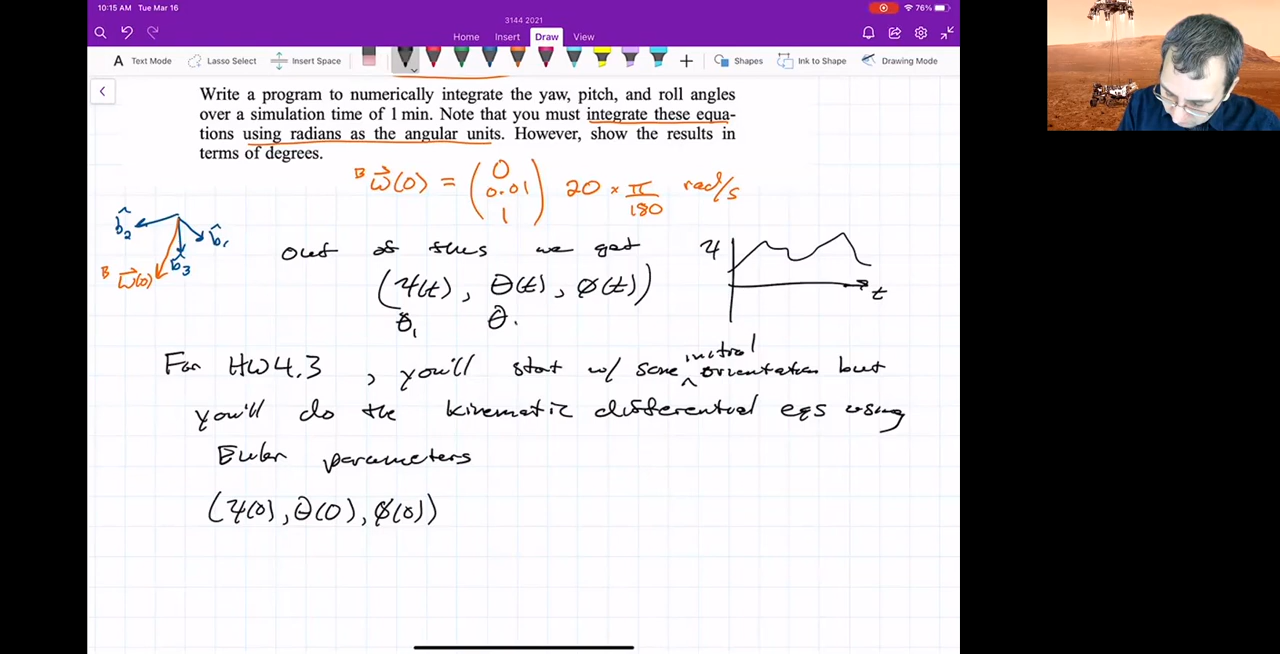 10:15 AM Tue Mar 16
76%
3144 2021
Home Insert Draw View
Text Mode Lasso Select Insert Space Shapes Ink to Shape Drawing Mode
Write a program to numerically integrate the yaw, pitch, and roll angles
over a simulation time of 1 min. Note that you must integrate these equa-
tions using radians as the angular units. However, show the results in
terms of degrees.
ᴮω⃗(0) = (0 0.01 1) 20 × π/180 rad/s
b̂₂ b̂₁ b̂₃ ᴮω⃗(0)
out of this we get
(ψ(t), θ(t), φ(t))
θ₁ θ.
ψ t
For HW4.3, you'll start w/ some initial orientation but
you'll do the kinematic differential eqs using
Euler parameters
(ψ(0), θ(0), φ(0))